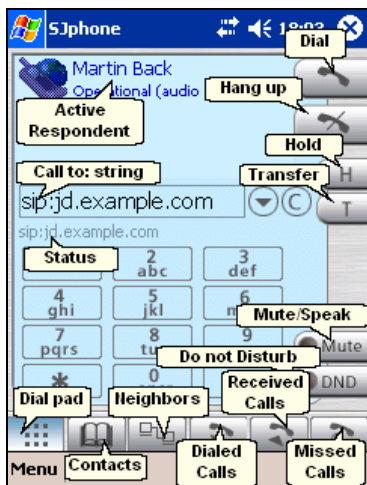 SJphone
Dial
Martin Back
Operational (audio
Hang up
Active
Respondent
Hold
H
Call to: string
Transfer
sip:jd.example.com
C
T
sip:jd.example.com
Status
2
abc
3
def
4
ghi
5
jkl
6
Mute/Speak
7
pqrs
8
9
Mute
Do not Disturb
*
0
Received
Calls
DND
Dial pad
Neighbors
Menu
Contacts
Dialed
Calls
Missed
Calls